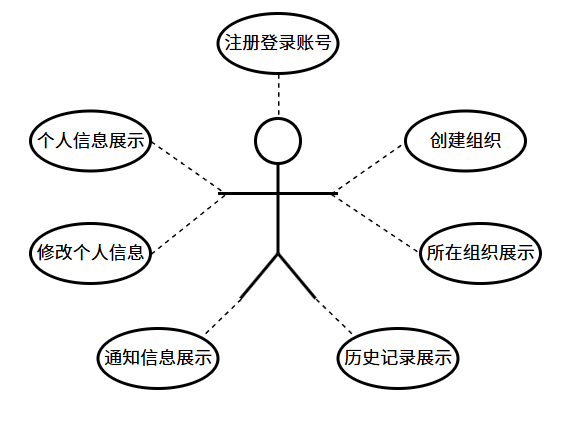 注册登录账号
个人信息展示
创建组织
修改个人信息
所在组织展示
通知信息展示
历史记录展示